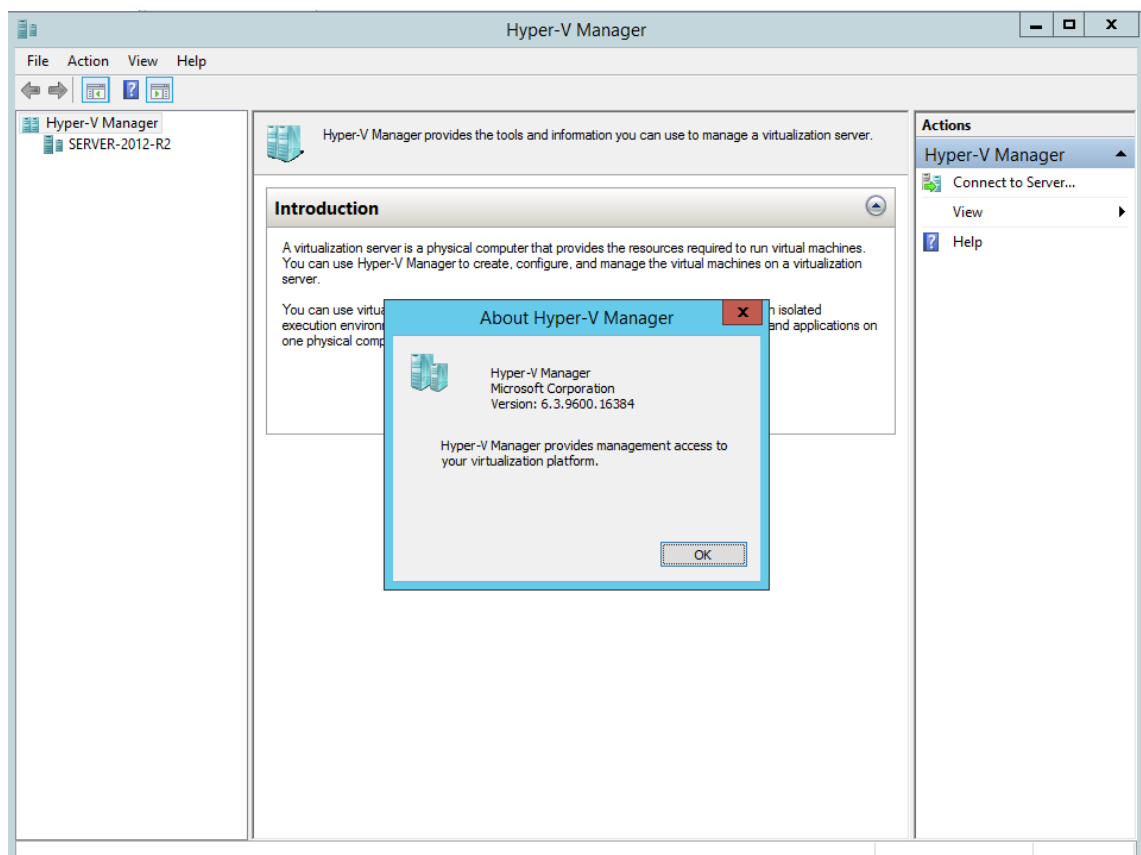 Hyper-V Manager
File Action View Help
Hyper-V Manager
SERVER-2012-R2
Hyper-V Manager provides the tools and information you can use to manage a virtualization server.
Introduction
A virtualization server is a physical computer that provides the resources required to run virtual machines.
You can use Hyper-V Manager to create, configure, and manage the virtual machines on a virtualization
server.
You can use virtua
n isolated
execution environ
and applications on
one physical comp
About Hyper-V Manager
Hyper-V Manager
Microsoft Corporation
Version: 6.3.9600.16384
Hyper-V Manager provides management access to
your virtualization platform.
OK
Actions
Hyper-V Manager
Connect to Server...
View
Help